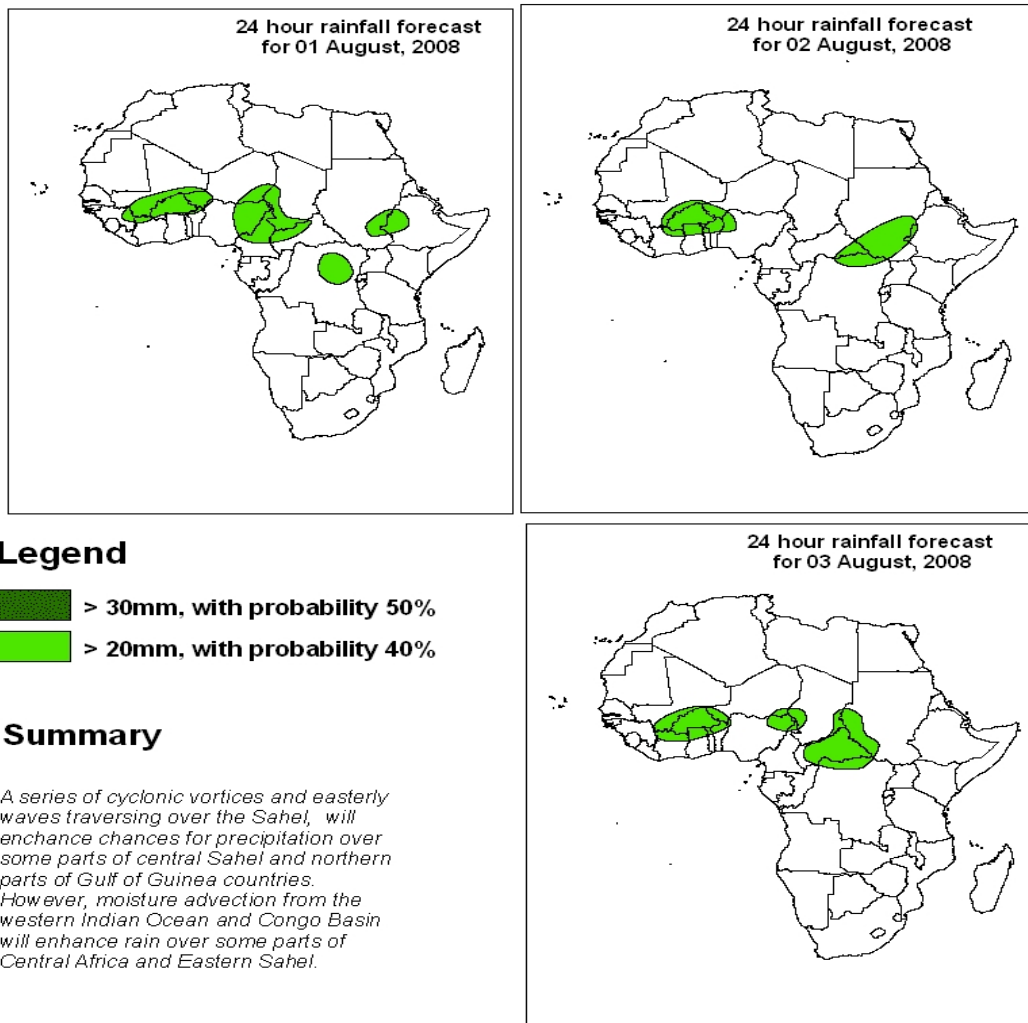 24 hour rainfall forecast
for 01 August, 2008
24 hour rainfall forecast
for 02 August, 2008
Legend
> 30mm, with probability 50%
> 20mm, with probability 40%
Summary
A series of cyclonic vortices and easterly
waves traversing over the Sahel, will
enchance chances for precipitation over
some parts of central Sahel and northern
parts of Gulf of Guinea countries.
However, moisture advection from the
western Indian Ocean and Congo Basin
will enhance rain over some parts of
Central Africa and Eastern Sahel.
24 hour rainfall forecast
for 03 August, 2008